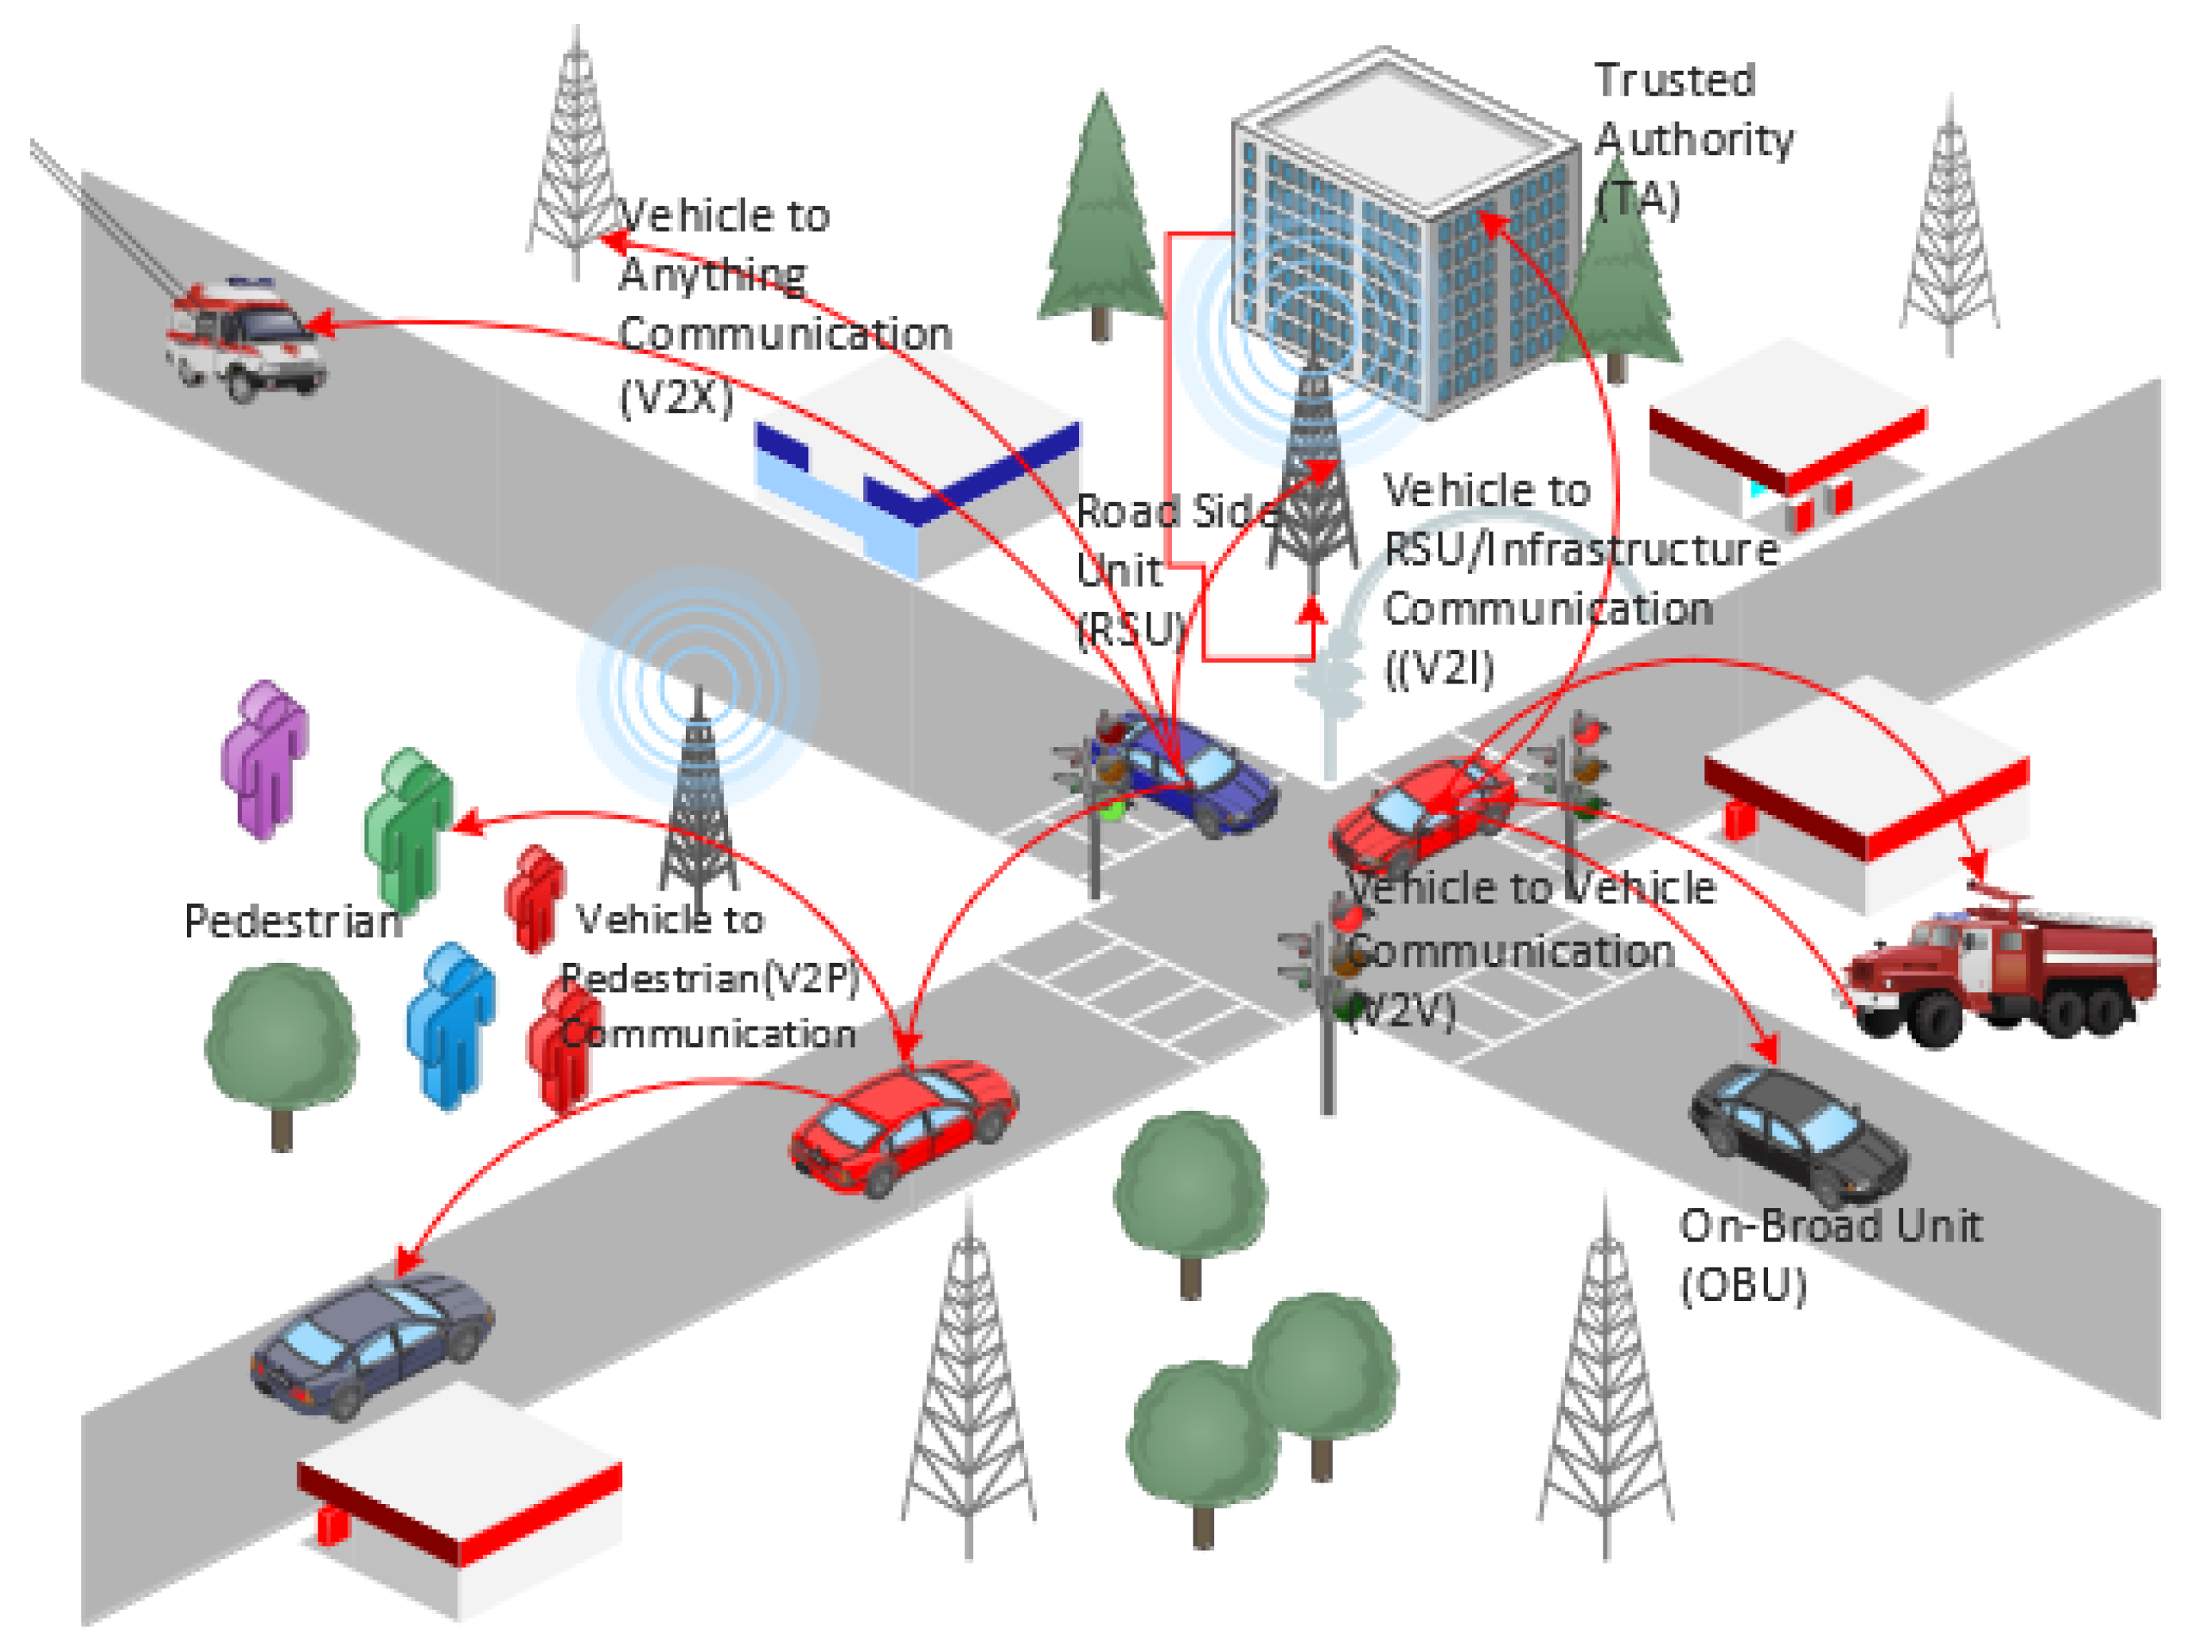 Trusted
Authority
(TA)
Vehicle to
Anything
Communication
(V2X)
Road Side
Unit
(RSU)
Vehicle to
RSU/Infrastructure
Communication
((V2I)
Pedestrian
Vehicle to
Pedestrian(V2P)
Communication
Vehicle to Vehicle
Communication
(V2V)
On-Broad Unit
(OBU)